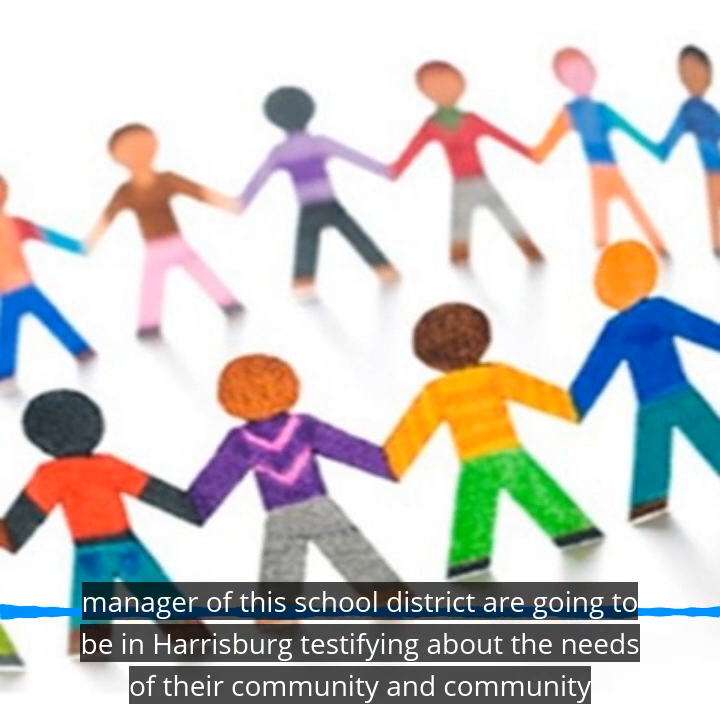 manager of this school district are going to
be in Harrisburg testifying about the needs
of their community and community